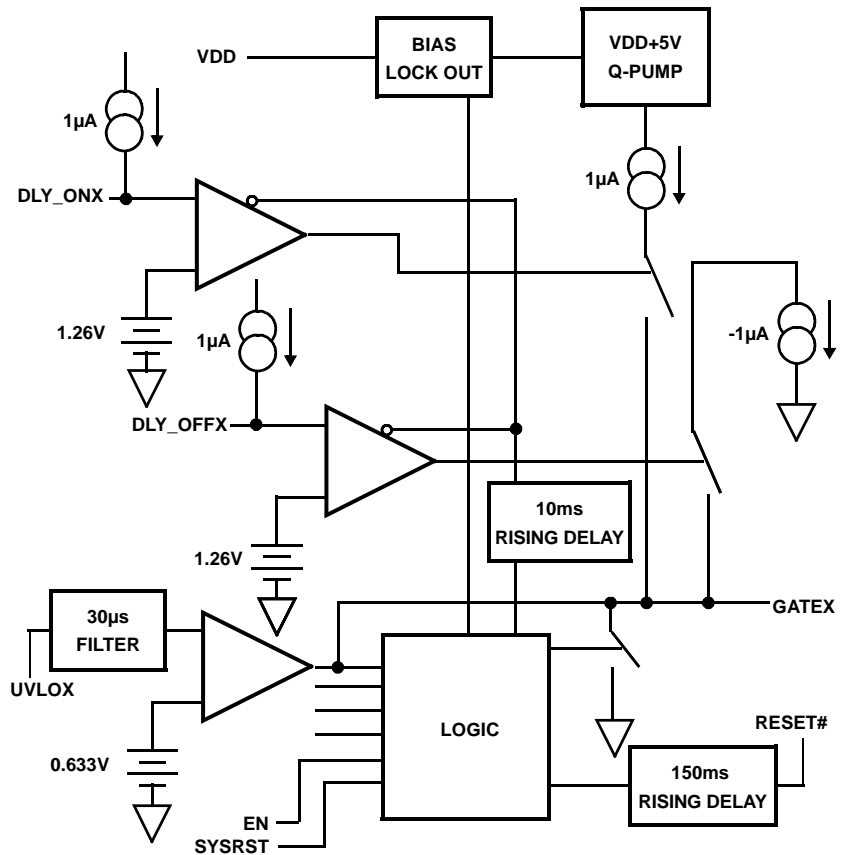 VDD
BIAS
LOCK OUT
VDD+5V
Q-PUMP
1µA
1µA
DLY_ONX
1.26V
1µA
-1µA
DLY_OFFX
10ms
RISING DELAY
1.26V
30µs
FILTER
GATEX
UVLOX
LOGIC
RESET#
0.633V
150ms
RISING DELAY
EN
SYSRST